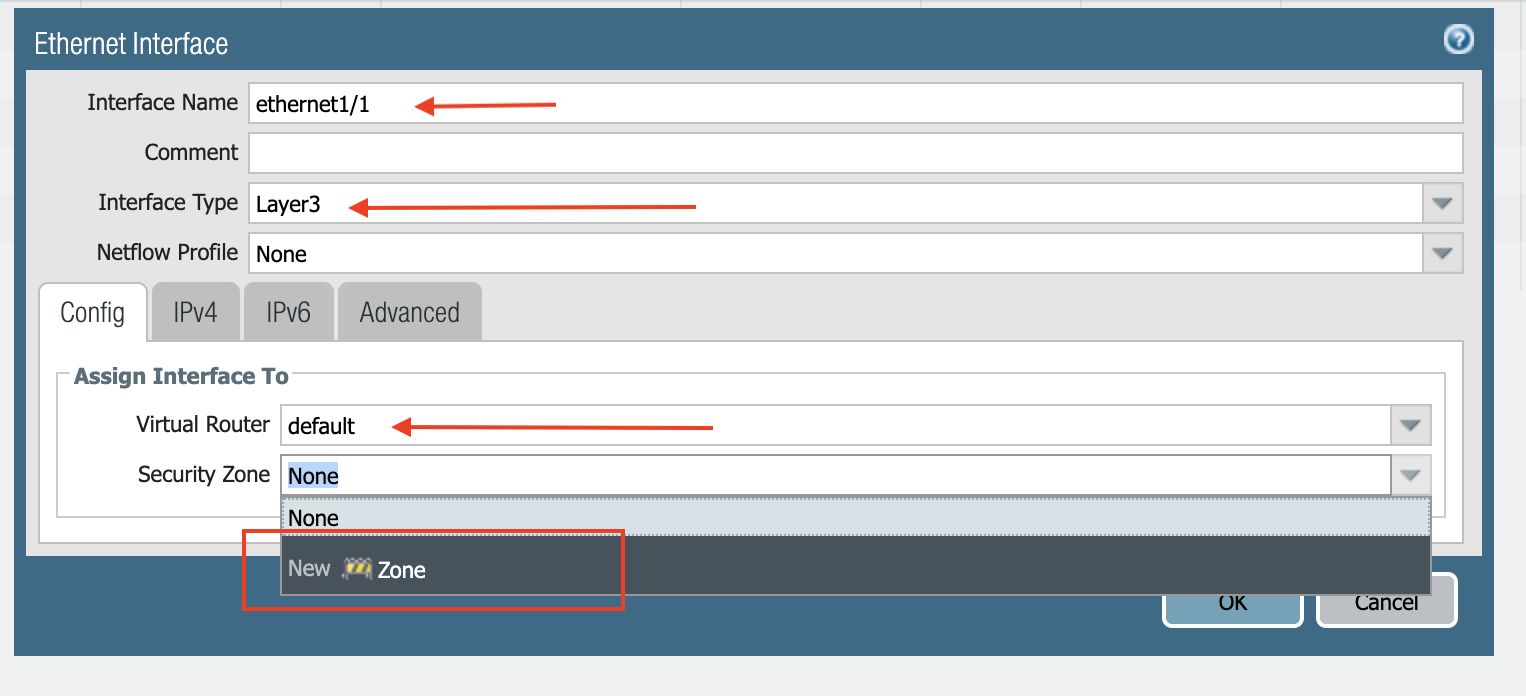 Ethernet Interface
?
Interface Name ethernet1/1
Comment
Interface Type Layer3
Netflow Profile None
Config IPv4 IPv6 Advanced
Assign Interface To
Virtual Router default
Security Zone None
None
New Zone
OK Cancel